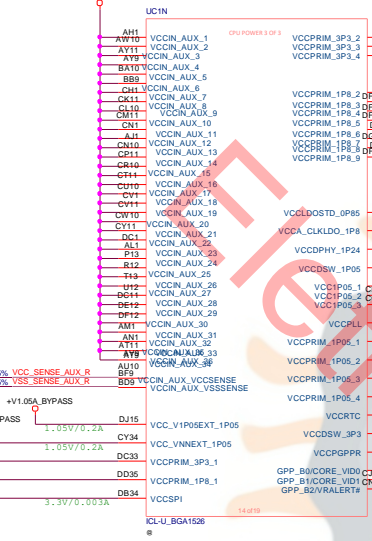 UC1N
CPU POWER 3 OF 3
AH1 VCCIN_AUX_1 VCCPRIM_3P3_2
AW10 VCCIN_AUX_2 VCCPRIM_3P3_3
AY11 VCCIN_AUX_3 VCCPRIM_3P3_4
AY9 VCCIN_AUX_4
BA10 VCCIN_AUX_5
BB9 VCCIN_AUX_6
CH1 VCCIN_AUX_7 VCCPRIM_1P8_2
CK11 VCCIN_AUX_8 VCCPRIM_1P8_3
CL10 VCCIN_AUX_9 VCCPRIM_1P8_4
CM11 VCCIN_AUX_10 VCCPRIM_1P8_5
CN1 VCCIN_AUX_11 VCCPRIM_1P8_6
AJ1 VCCIN_AUX_12 VCCPRIM_1P8_7
CN10 VCCIN_AUX_13 VCCPRIM_1P8_8
CP11 VCCIN_AUX_14 VCCPRIM_1P8_9
CR10 VCCIN_AUX_15
CT11 VCCIN_AUX_16
CU10 VCCIN_AUX_17
CV1 VCCIN_AUX_18
CV11 VCCIN_AUX_19 VCCLDOSTD_0P85
CW10 VCCIN_AUX_20
CY11 VCCIN_AUX_21 VCCA_CLKLDO_1P8
DC1 VCCIN_AUX_22
AL1 VCCIN_AUX_23 VCCDPHY_1P24
P13 VCCIN_AUX_24
R12 VCCIN_AUX_25 VCCDSW_1P05
T13 VCCIN_AUX_26
U12 VCCIN_AUX_27 VCC1P05_1
DC11 VCCIN_AUX_28 VCC1P05_2
DE12 VCCIN_AUX_29 VCC1P05_3
DF12 VCCIN_AUX_30
AM1 VCCIN_AUX_31 VCCPLL
AN1 VCCIN_AUX_32 VCCPRIM_1P05_1
AT11 VCCIN_AUX_33
AT9 VCCPRIM_1P05_2
AU10 VCCIN_AUX_34
VCC_SENSE_AUX_R BF9 VCCIN_AUX_VCCSENSE VCCPRIM_1P05_3
VSS_SENSE_AUX_R BD9 VCCIN_AUX_VSSSENSE
VCCPRIM_1P05_4
+V1.05A_BYPASS
VCCRTC
DJ15 VCC_V1P05EXT_1P05
1.05V/0.2A
VCCDSW_3P3
CY34 VCC_VNNEXT_1P05
1.05V/0.2A
VCCPGPPR
DC33 VCCPRIM_3P3_1
GPP_B0/CORE_VID0
DD35 VCCPRIM_1P8_1 GPP_B1/CORE_VID1
GPP_B2/VRALERT#
DB34 VCCSPI
3.3V/0.003A
14 of 19
ICL-U_BGA1526
@